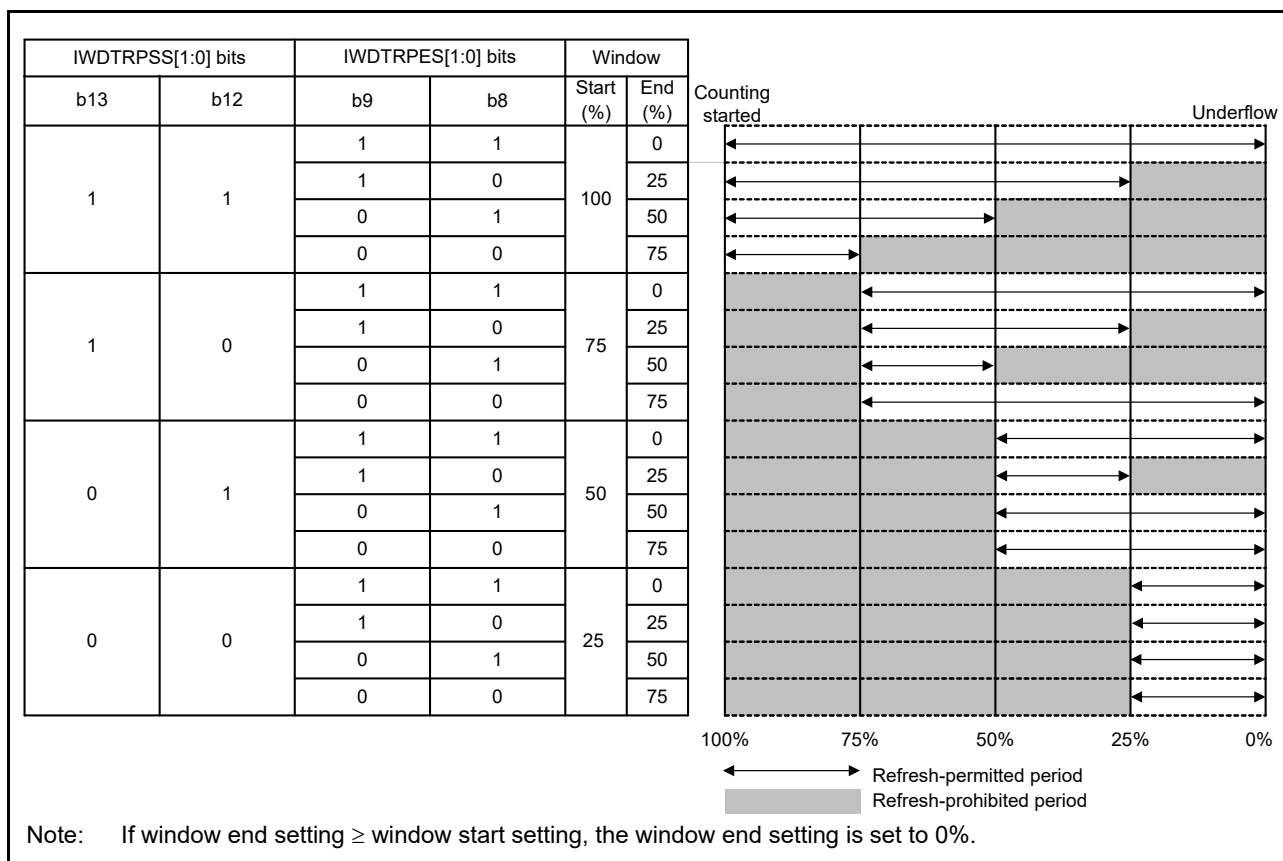 IWDTRPSS[1:0] bits IWDTRPES[1:0] bits Window
b13 b12 b9 b8 Start (%) End (%)
Counting started Underflow
1 1 0
1 0 25
1 1 100
0 1 50
0 0 75
1 1 0
1 0 25
1 0 75
0 1 50
0 0 75
1 1 0
1 0 25
0 1 50
0 1 50
0 0 75
1 1 0
1 0 25
0 0 25
0 1 50
0 0 75
100% 75% 50% 25% 0%
Refresh-permitted period
Refresh-prohibited period
Note: If window end setting ≥ window start setting, the window end setting is set to 0%.